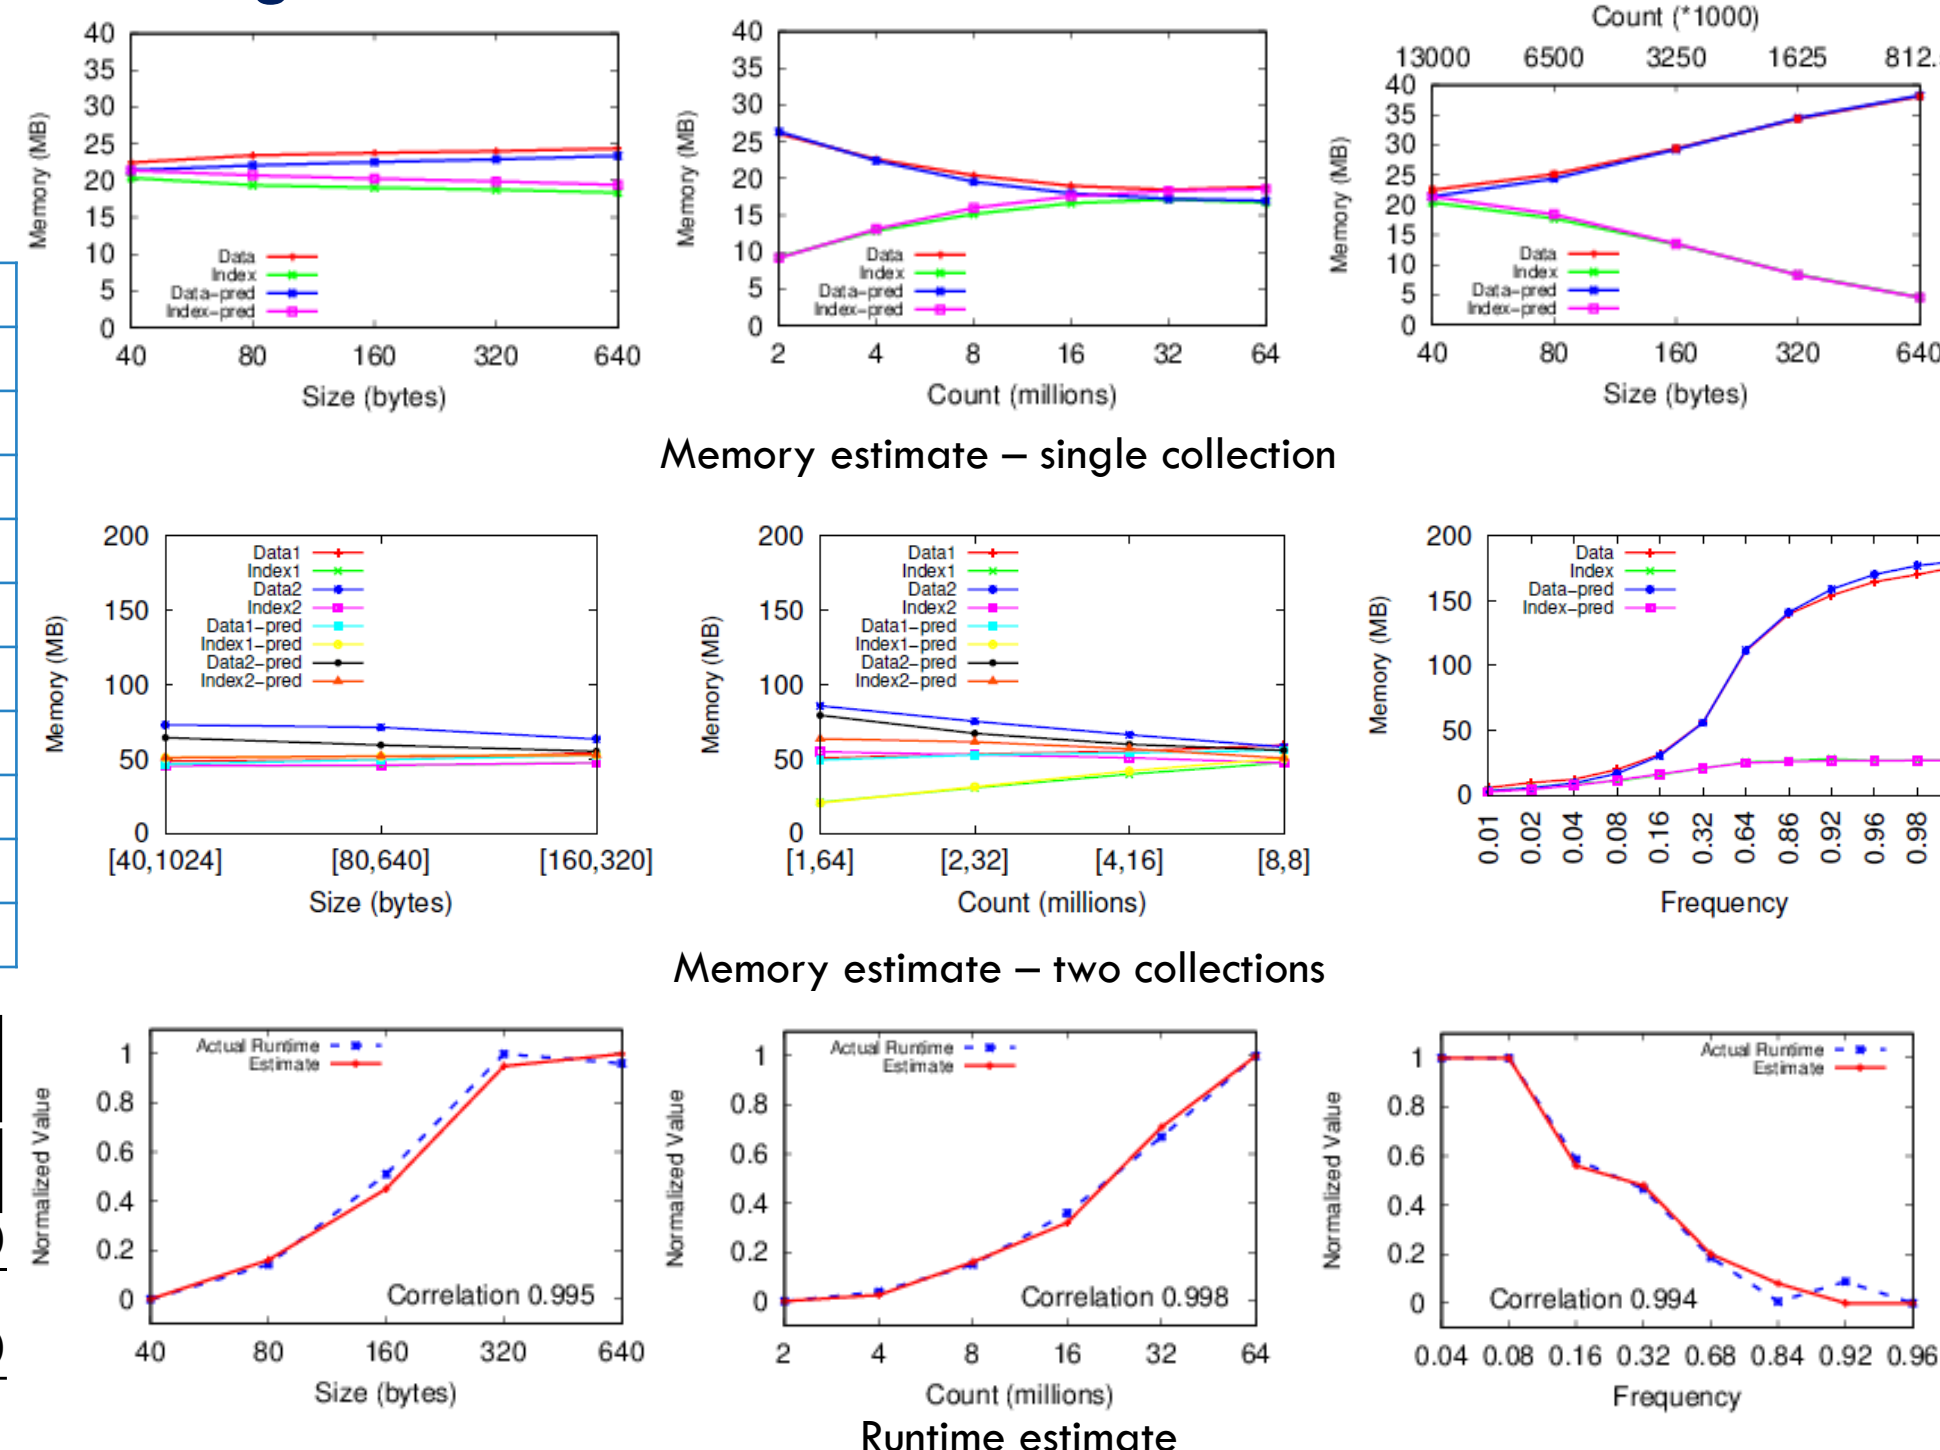 40
35
30
25
20
15
10
5
0
Memory (MB)
Data
Index
Data-pred
Index-pred
40 80 160 320 640
Size (bytes)
40
35
30
25
20
15
10
5
0
Memory (MB)
Data
Index
Data-pred
Index-pred
2 4 8 16 32 64
Count (millions)
Count (*1000)
13000 6500 3250 1625 812.
40
35
30
25
20
15
10
5
0
Memory (MB)
Data
Index
Data-pred
Index-pred
40 80 160 320 640
Size (bytes)
Memory estimate – single collection
200
150
100
50
0
Memory (MB)
Data1
Index1
Data2
Index2
Data1-pred
Index1-pred
Data2-pred
Index2-pred
[40,1024] [80,640] [160,320]
Size (bytes)
200
150
100
50
0
Memory (MB)
Data1
Index1
Data2
Index2
Data1-pred
Index1-pred
Data2-pred
Index2-pred
[1,64] [2,32] [4,16] [8,8]
Count (millions)
200
150
100
50
0
Memory (MB)
Data
Index
Data-pred
Index-pred
0.01 0.02 0.04 0.08 0.16 0.32 0.64 0.86 0.92 0.96 0.98
Frequency
Memory estimate – two collections
1
0.8
0.6
0.4
0.2
0
Normalized Value
Actual Runtime
Estimate
Correlation 0.995
40 80 160 320 640
Size (bytes)
1
0.8
0.6
0.4
0.2
0
Normalized Value
Actual Runtime
Estimate
Correlation 0.998
2 4 8 16 32 64
Count (millions)
1
0.8
0.6
0.4
0.2
0
Normalized Value
Actual Runtime
Estimate
Correlation 0.994
0.04 0.08 0.16 0.32 0.68 0.84 0.92 0.96
Frequency
Runtime estimate